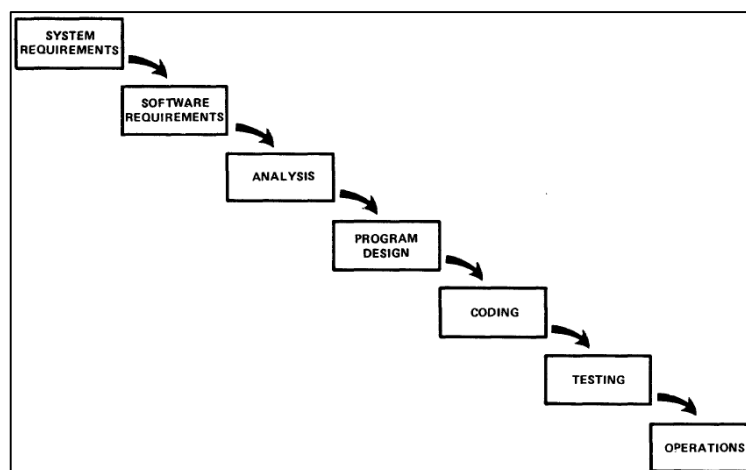 SYSTEM
REQUIREMENTS
SOFTWARE
REQUIREMENTS
ANALYSIS
PROGRAM
DESIGN
CODING
TESTING
OPERATIONS